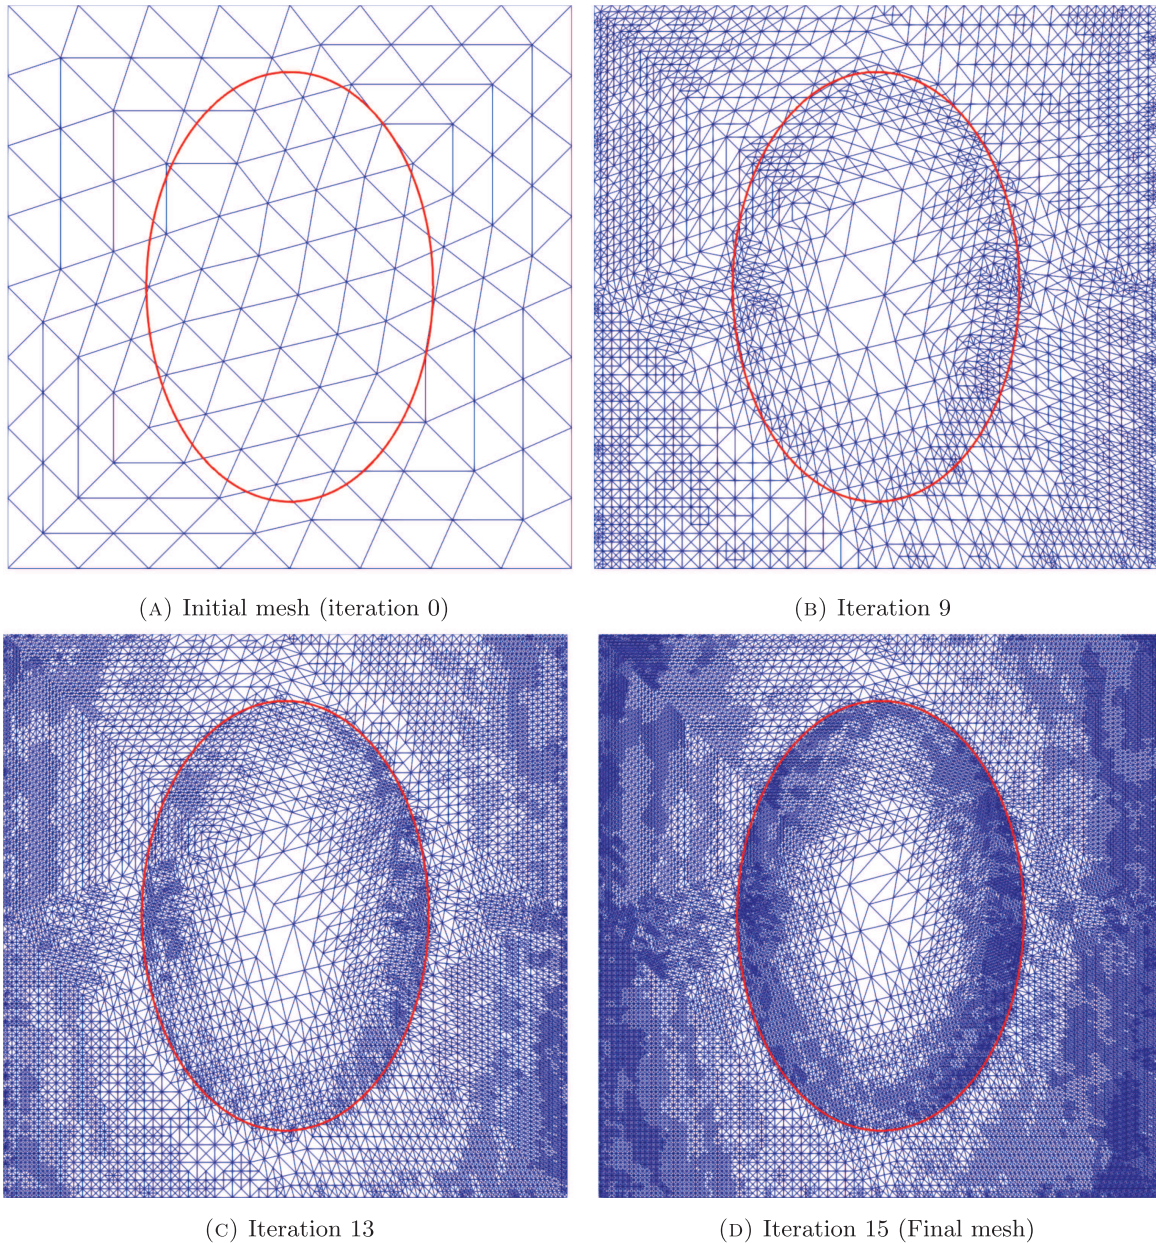 (A) Initial mesh (iteration 0)
(B) Iteration 9
(C) Iteration 13
(D) Iteration 15 (Final mesh)